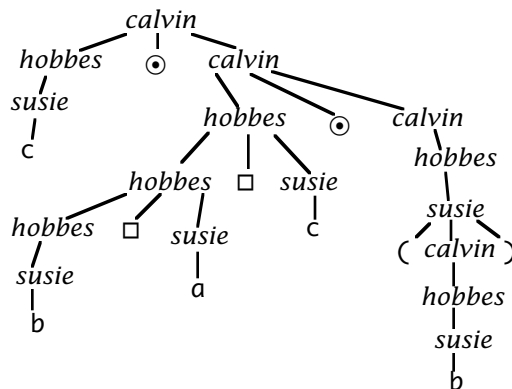 calvin
hobbes ⊙ calvin
susie
c
hobbes ⊙ calvin
hobbes
hobbes □ susie
susie
hobbes □ susie
c
( calvin )
susie
a
hobbes
b
susie
b